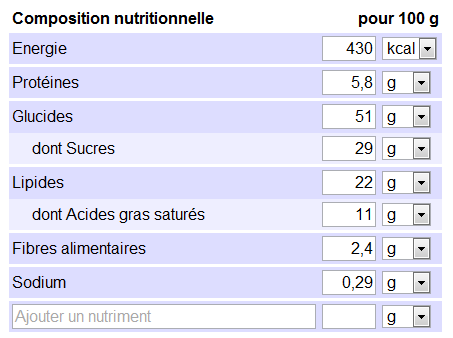 Composition nutritionnelle pour 100 g
Energie 430 kcal
Protéines 5,8 g
Glucides 51 g
dont Sucres 29 g
Lipides 22 g
dont Acides gras saturés 11 g
Fibres alimentaires 2,4 g
Sodium 0,29 g
Ajouter un nutriment g